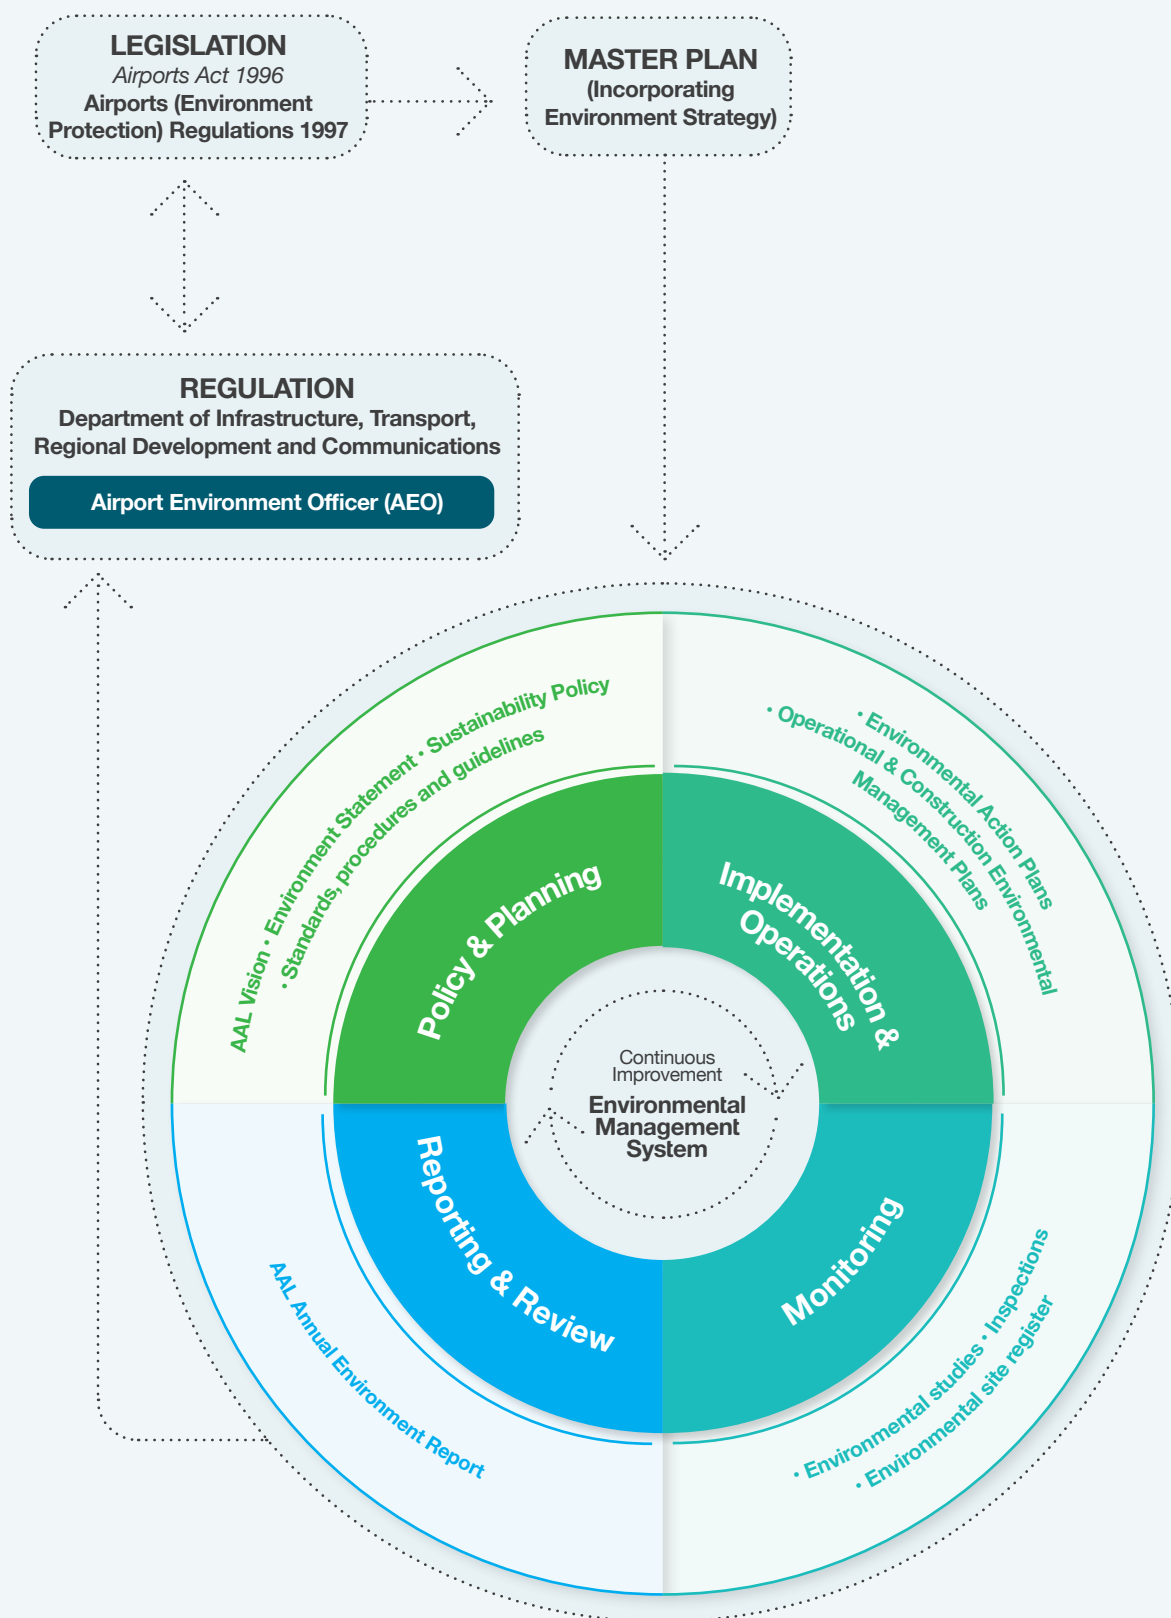 LEGISLATION
Airports Act 1996
Airports (Environment
Protection) Regulations 1997
MASTER PLAN
(Incorporating
Environment Strategy)
REGULATION
Department of Infrastructure, Transport,
Regional Development and Communications
Airport Environment Officer (AEO)
AAL Vision • Environment Statement • Sustainability Policy
• Standards, procedures and guidelines
Policy & Planning
• Environmental Action Plans
• Operational & Construction Environmental
Management Plans
Implementation &
Operations
Continuous
Improvement
Environmental
Management
System
Reporting & Review
AAL Annual Environment Report
Monitoring
• Environmental studies • Inspections
• Environmental site register